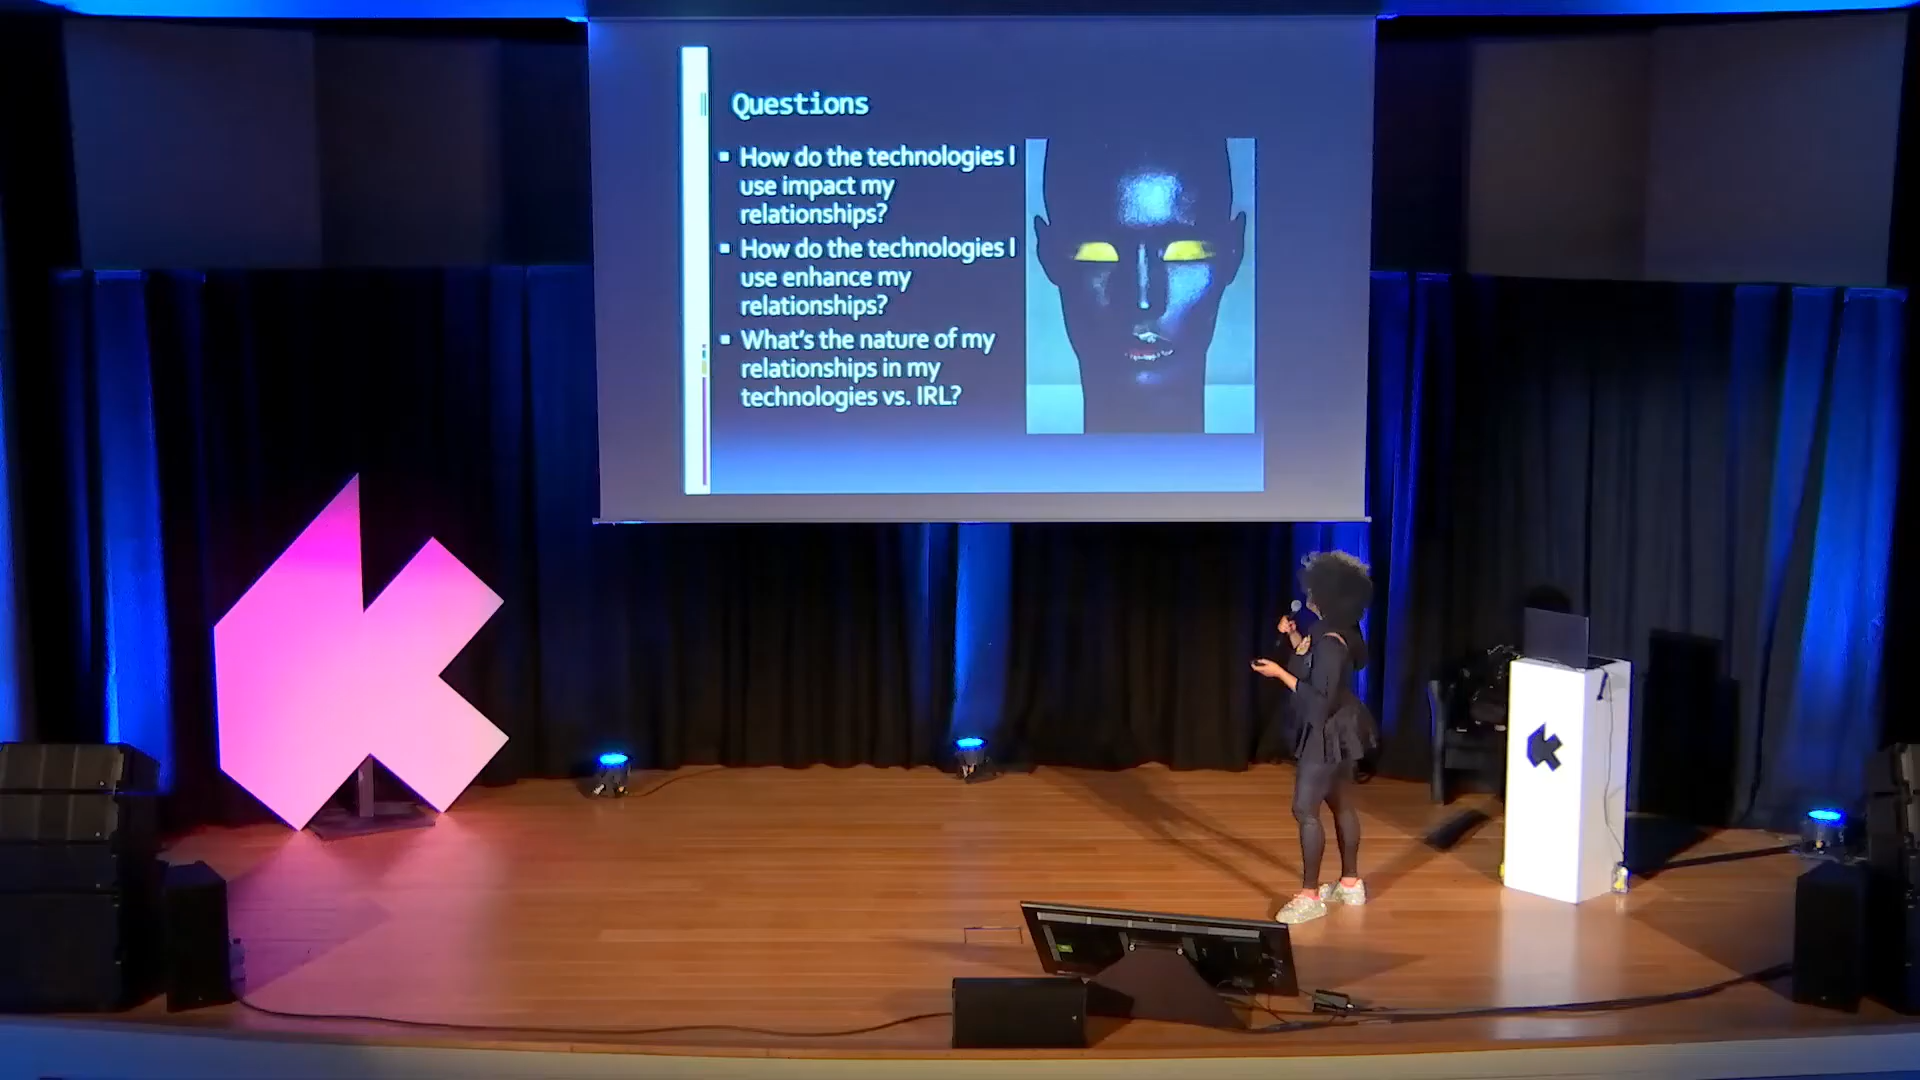 Questions
How do the technologies I
use impact my
relationships?
How do the technologies I
use enhance my
relationships?
What's the nature of my
relationships in my
technologies vs. IRL?